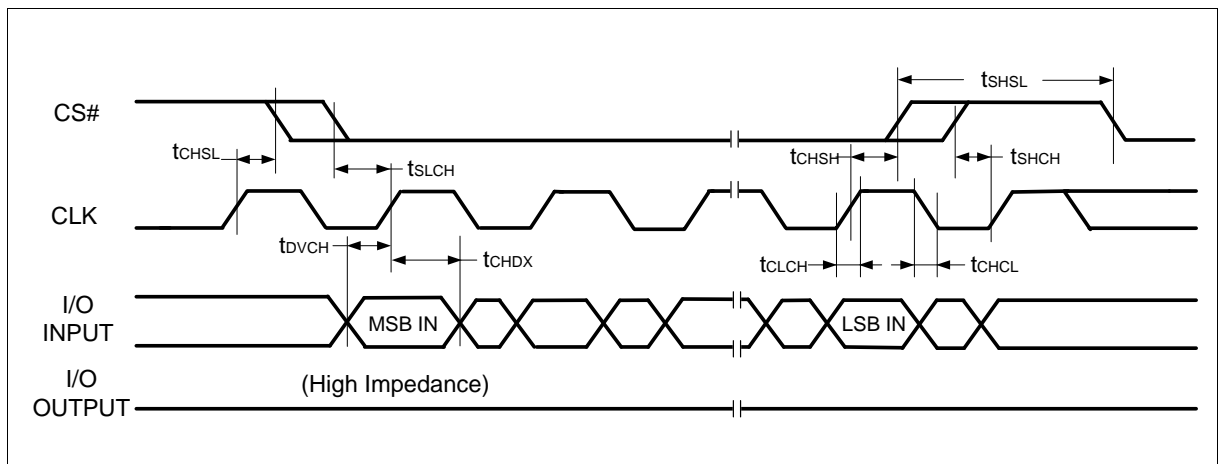 tSHSL
CS#
tCHSL
tSLCH
tCHSH
tSHCH
CLK
tDVCH
tCHDX
tCLCH
tCHCL
I/O
INPUT
MSB IN
LSB IN
I/O
OUTPUT
(High Impedance)